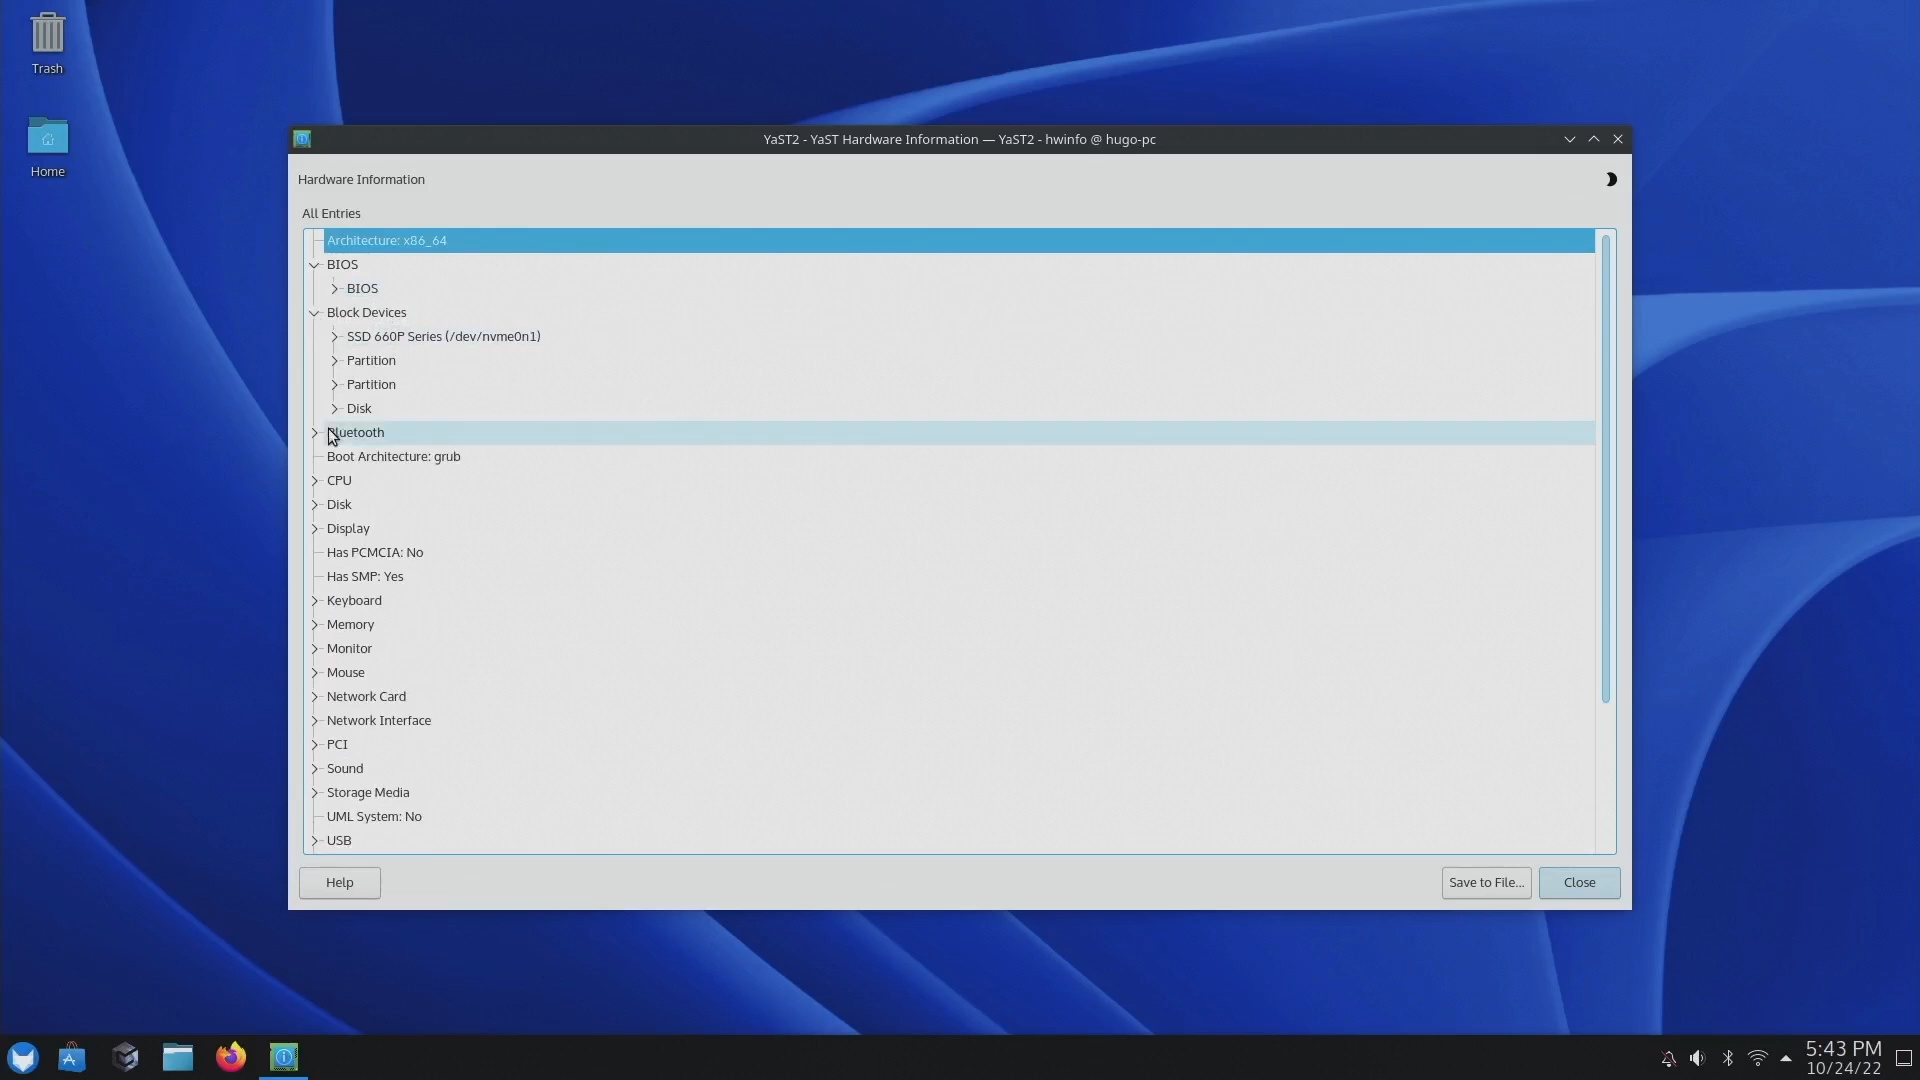 Trash
Home
YaST2 - YaST Hardware Information — YaST2 - hwinfo @ hugo-pc
Hardware Information
All Entries
Architecture: x86_64
BIOS
BIOS
Block Devices
SSD 660P Series (/dev/nvme0n1)
Partition
Partition
Disk
Bluetooth
Boot Architecture: grub
CPU
Disk
Display
Has PCMCIA: No
Has SMP: Yes
Keyboard
Memory
Monitor
Mouse
Network Card
Network Interface
PCI
Sound
Storage Media
UML System: No
USB
Help
Save to File...
Close
5:43 PM
10/24/22